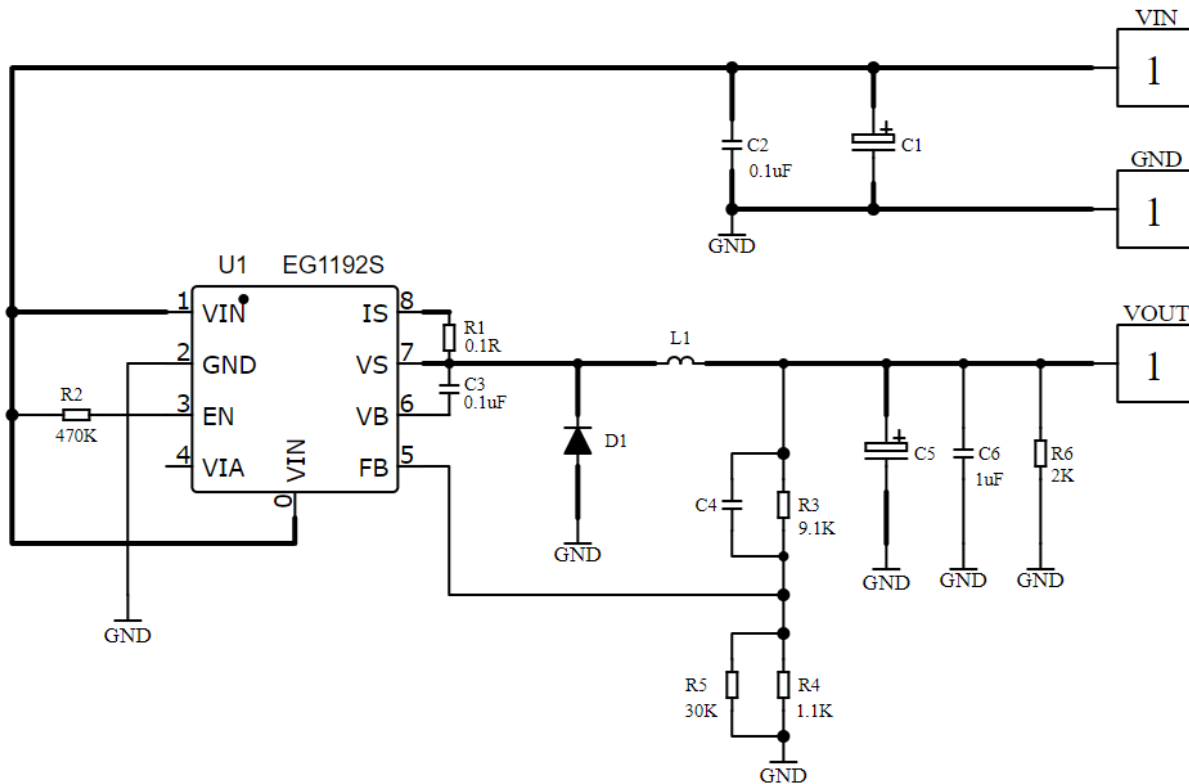 VIN
1
C2
0.1uF
C1
GND
1
GND
U1 EG1192S
VOUT
1
1 VIN
IS 8
R1
0.1R
L1
2 GND
VS 7
C3
0.1uF
R2
470K
3 EN
VB 6
D1
4 VIA
VIN
0
FB 5
C4
R3
9.1K
C5
C6
1uF
R6
2K
GND
GND
GND
GND
GND
R5
30K
R4
1.1K
GND